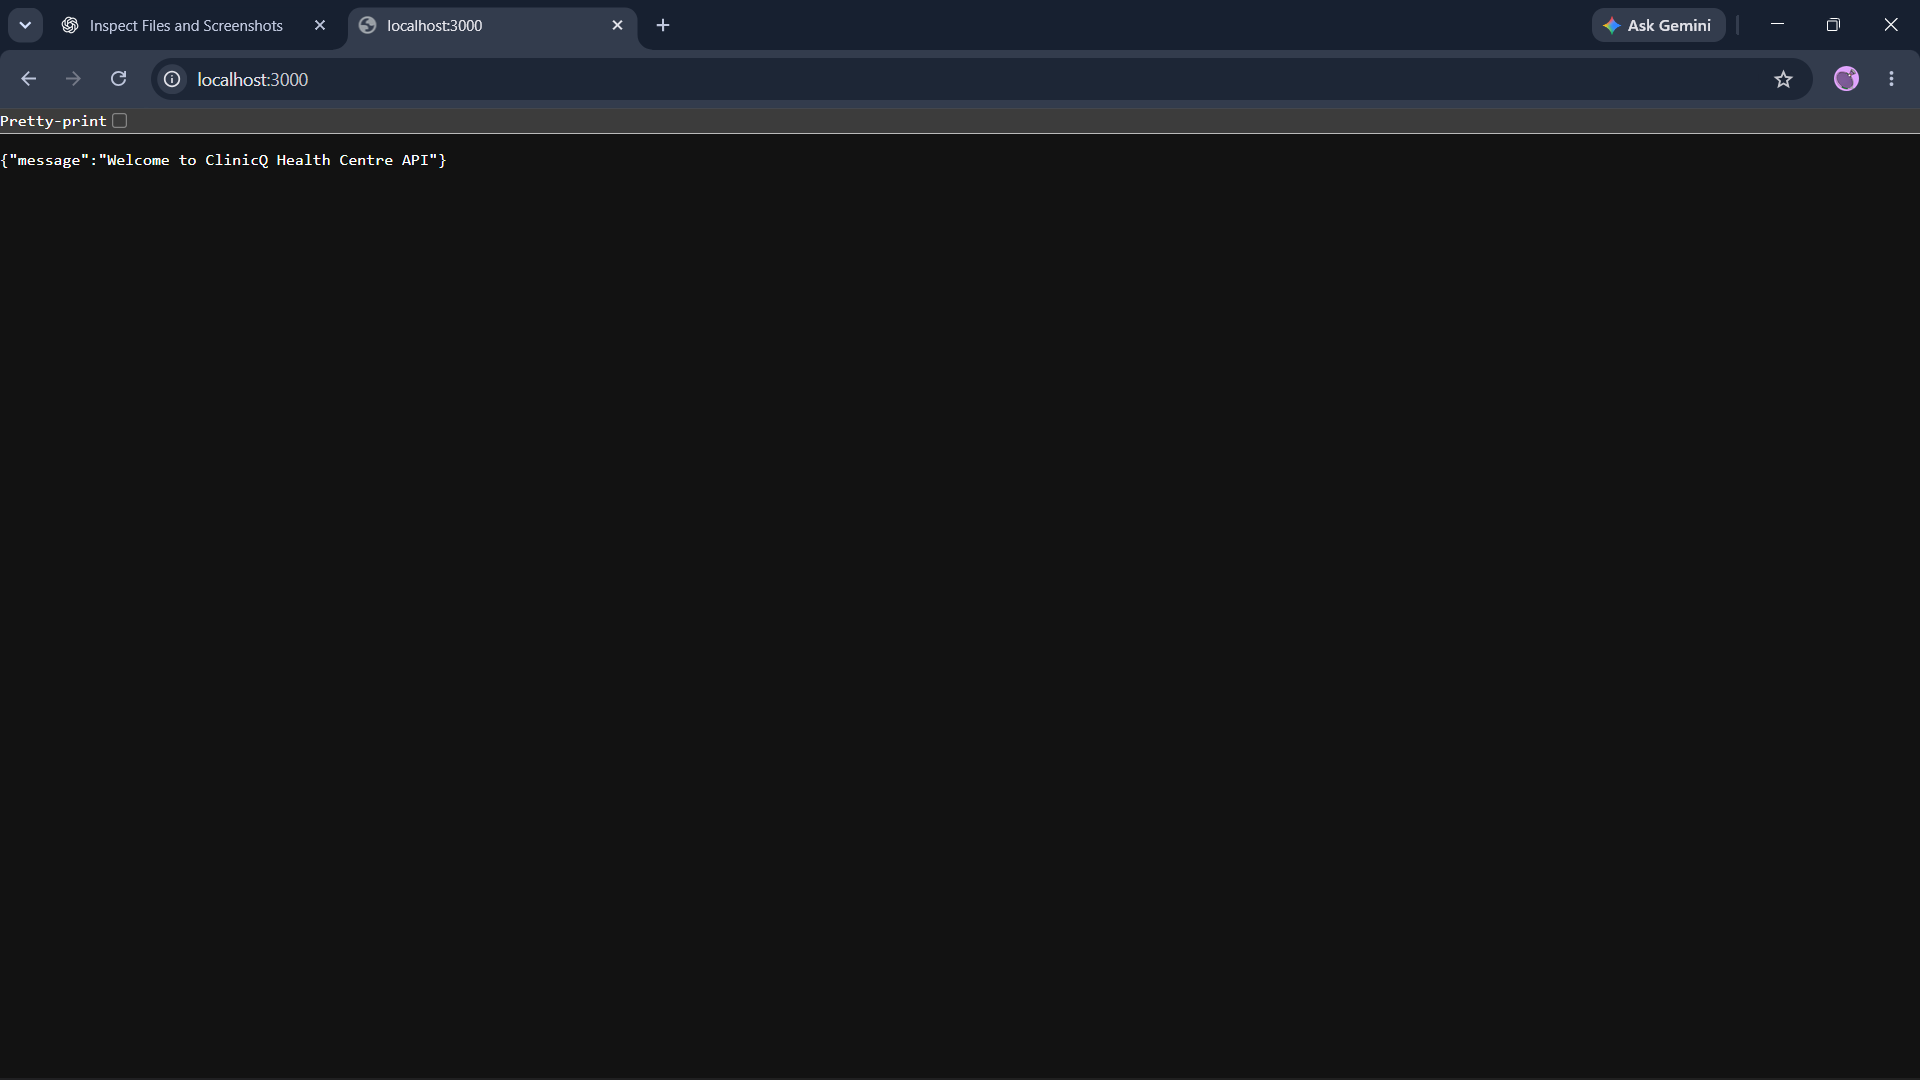 Inspect Files and Screenshots
localhost:3000
Ask Gemini
localhost:3000
Pretty-print
{"message":"Welcome to ClinicQ Health Centre API"}